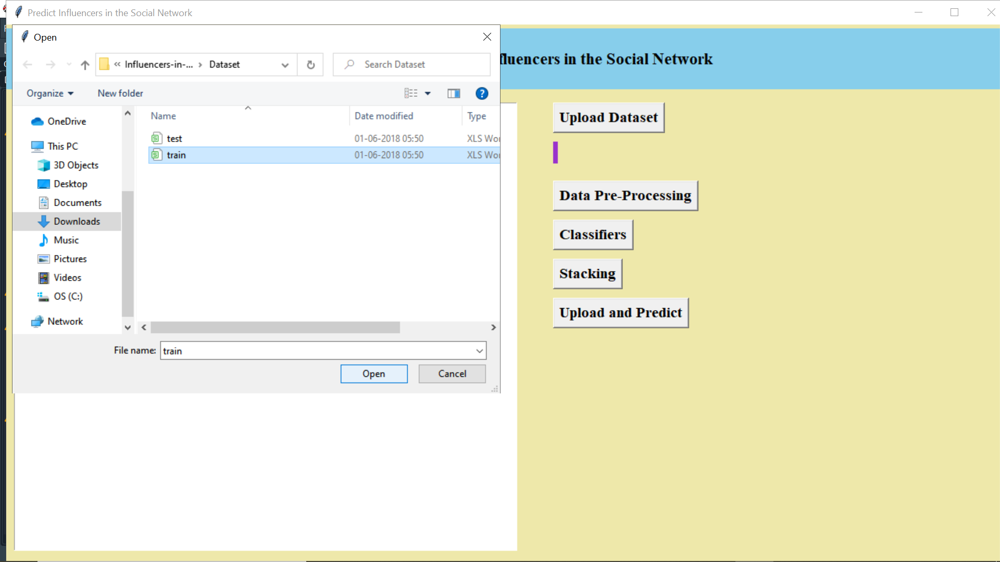 Predict Influencers in the Social Network
Open
« Influencers-in-... › Dataset
Search Dataset
fluencers in the Social Network
Organize
New folder
?
Name
Date modified
Type
OneDrive
This PC
3D Objects
Desktop
Documents
Downloads
Music
Pictures
Videos
OS (C:)
Network
test 01-06-2018 05:50 XLS Wor
train 01-06-2018 05:50 XLS Wor
File name: train
Open
Cancel
Upload Dataset
Data Pre-Processing
Classifiers
Stacking
Upload and Predict